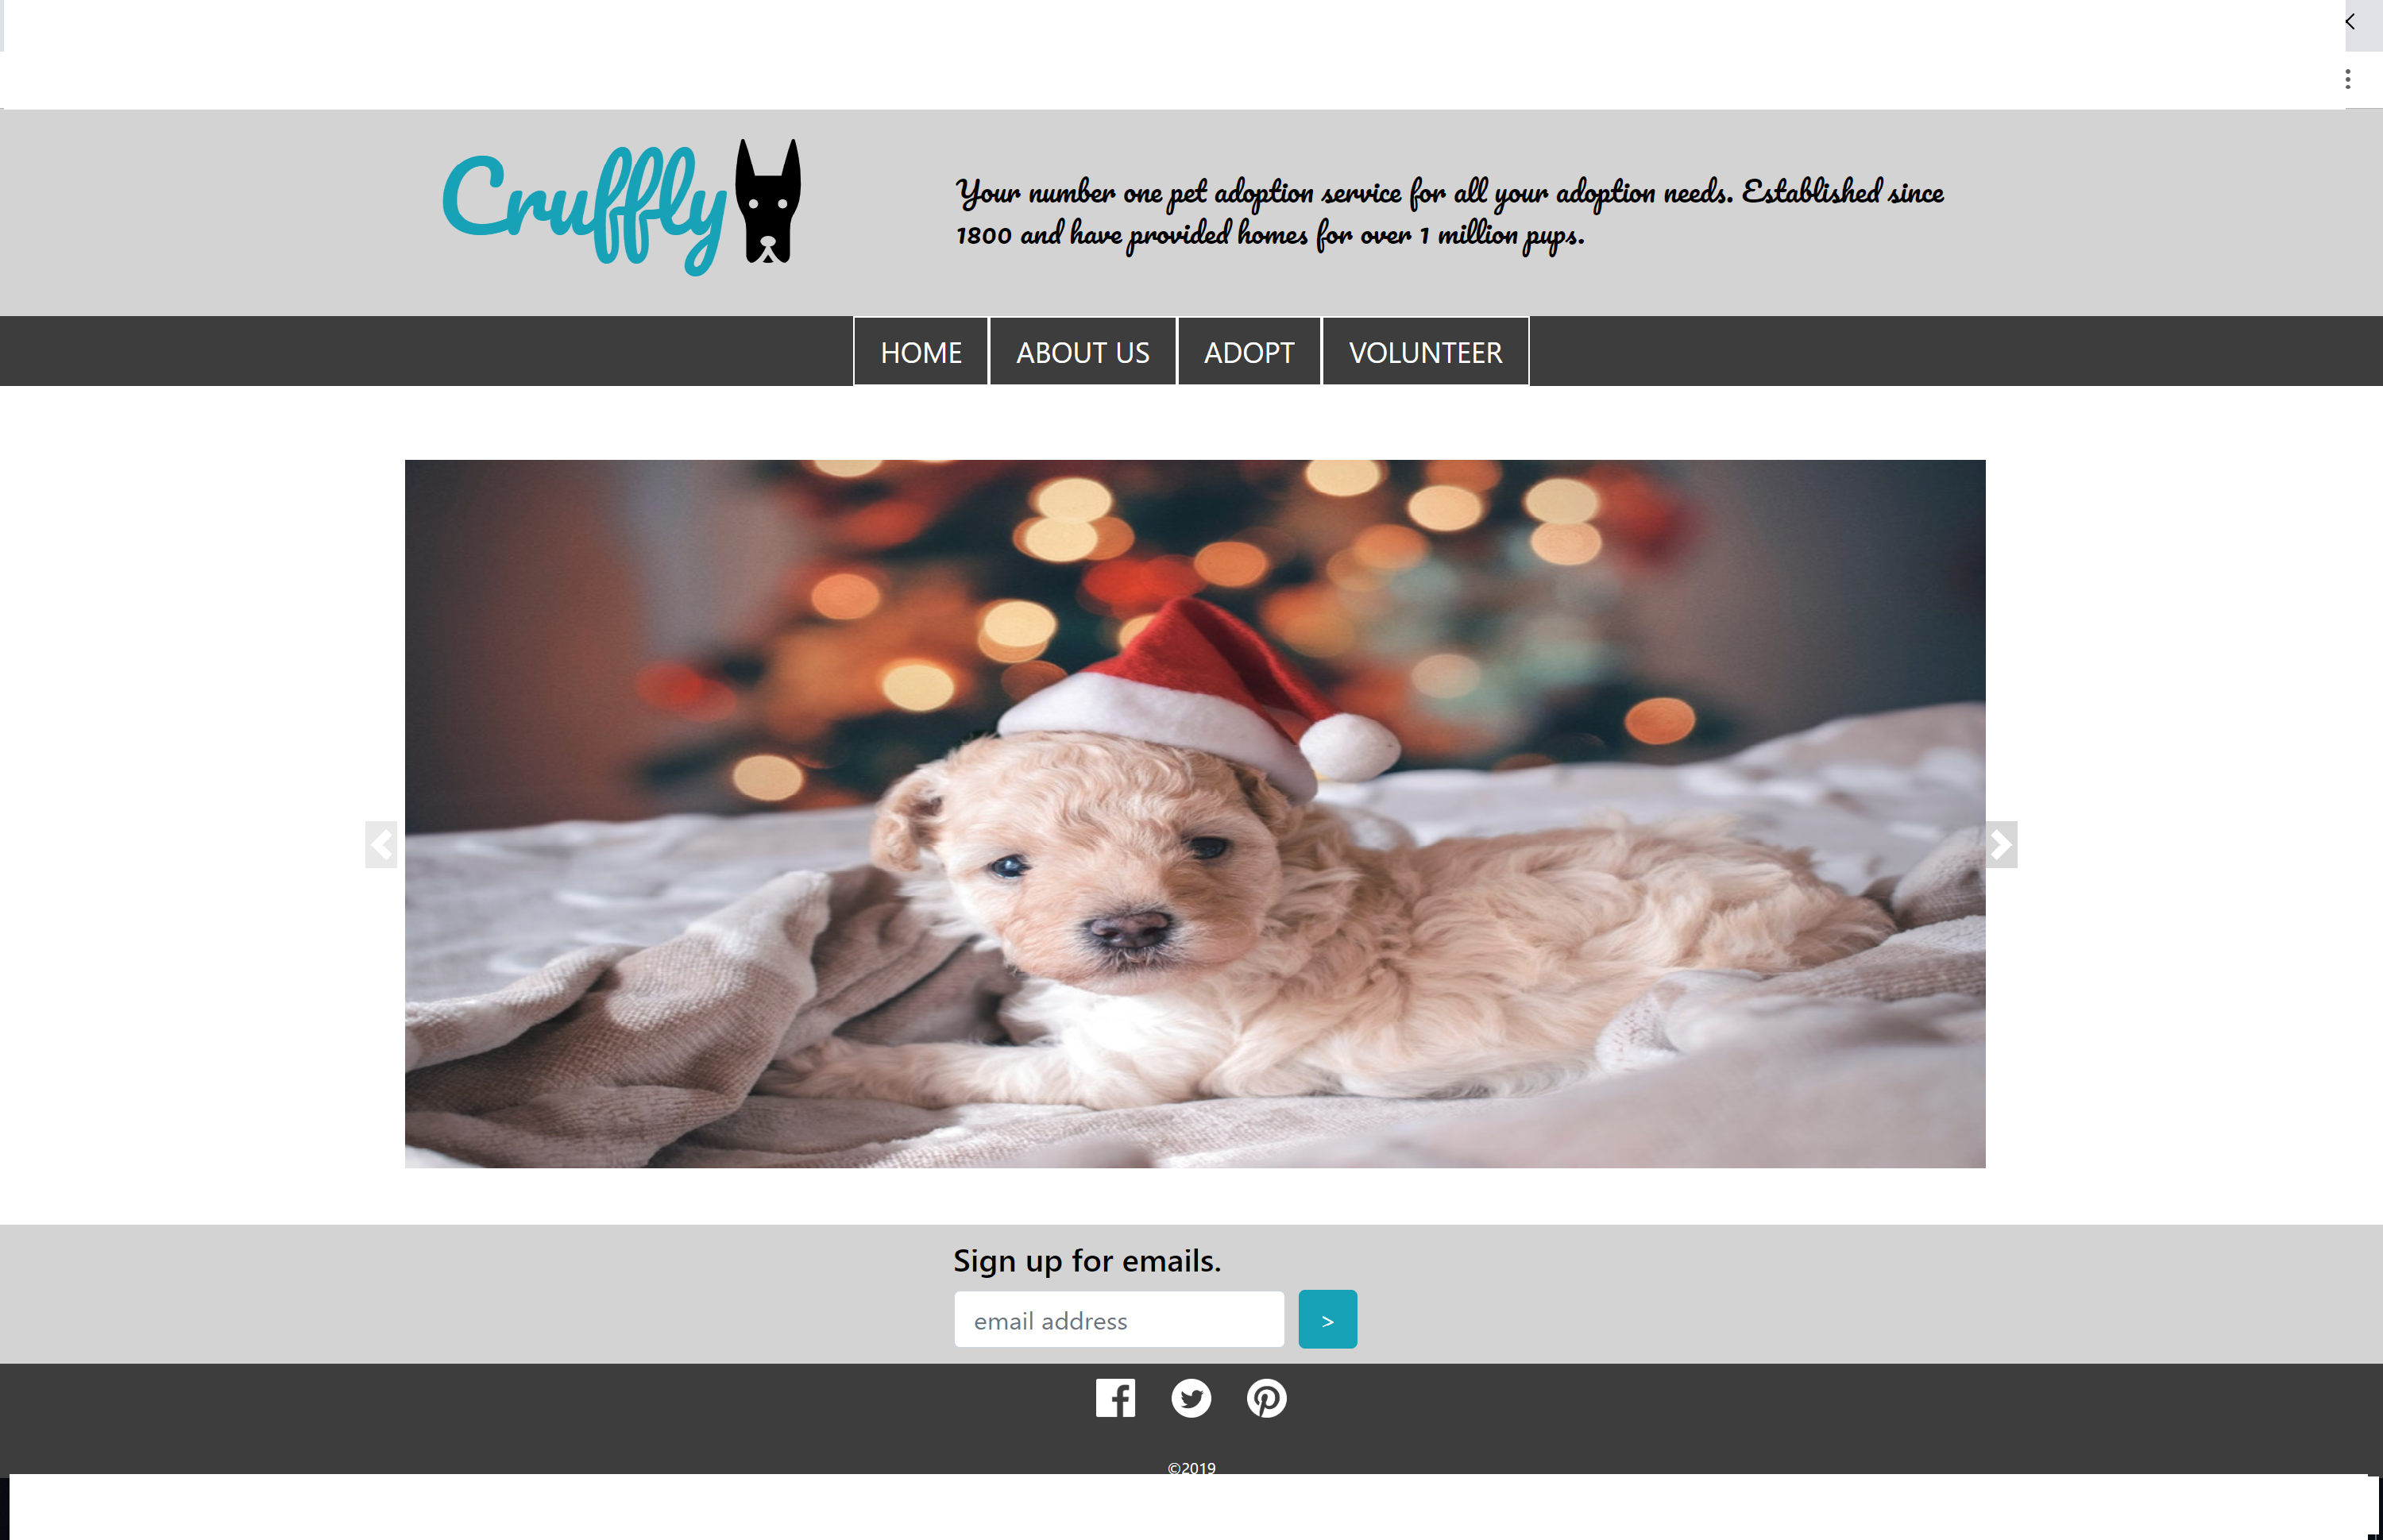 Cruffly
Your number one pet adoption service for all your adoption needs. Established since
1800 and have provided homes for over 1 million pups.
HOME ABOUT US ADOPT VOLUNTEER
Sign up for emails.
email address >
©2019